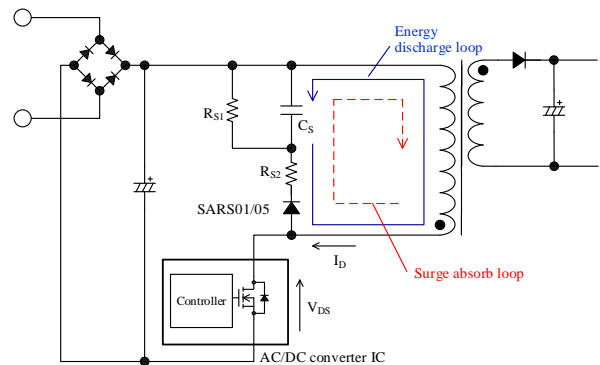 Energy
discharge loop
RS1
CS
RS2
SARS01/05
ID
Surge absorb loop
Controller
VDS
AC/DC converter IC
+
+